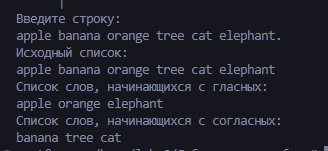 Введите строку:
apple banana orange tree cat elephant.
Исходный список:
apple banana orange tree cat elephant
Список слов, начинающихся с гласных:
apple orange elephant
Список слов, начинающихся с согласных:
banana tree cat